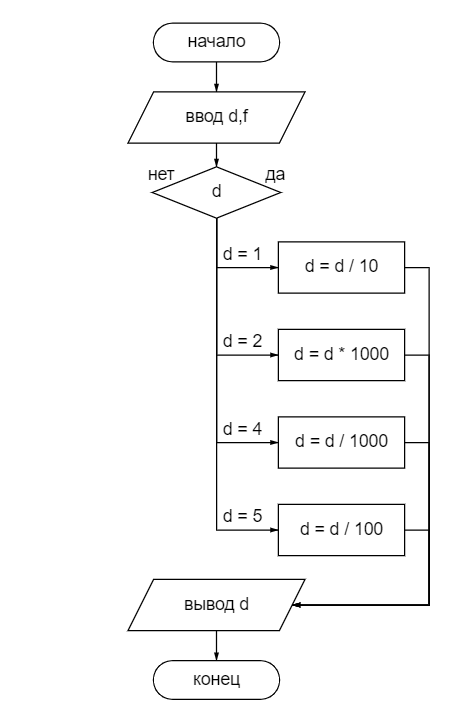 начало
ввод d,f
нет
да
d
d = 1
d = d / 10
d = 2
d = d * 1000
d = 4
d = d / 1000
d = 5
d = d / 100
вывод d
конец